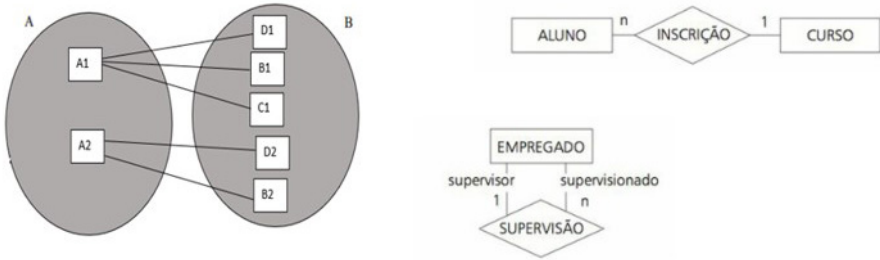 A
B
A1
D1
B1
C1
A2
D2
B2
ALUNO n INSCRIÇÃO 1 CURSO
EMPREGADO
supervisor supervisionado
1 n
SUPERVISÃO